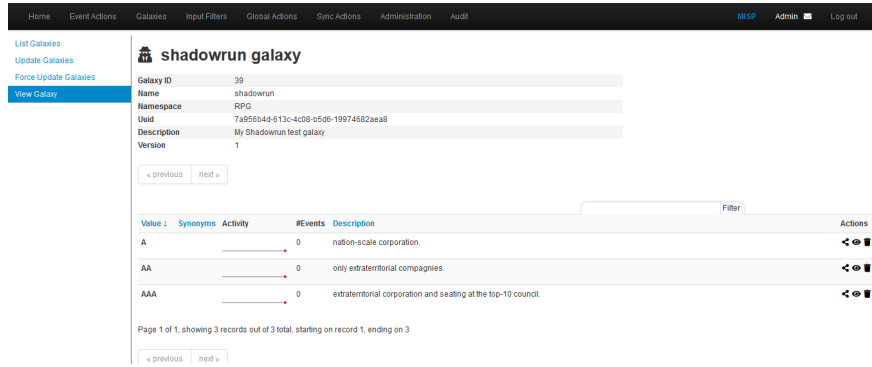 Home Event Actions Galaxies Input Filters Global Actions Sync Actions Administration Audit MISP Admin Log out
List Galaxies
Update Galaxies
Force Update Galaxies
View Galaxy
shadowrun galaxy
Galaxy ID 39
Name shadowrun
Namespace RPG
Uuid 7a956b4d-613c-4c08-b5d6-19974682aea8
Description My Shadowrun test galaxy
Version 1
« previous next »
Filter
Value ↓ Synonyms Activity #Events Description Actions
A 0 nation-scale corporation.
AA 0 only extraterritorial compagnies.
AAA 0 extraterritorial corporation and seating at the top-10 council.
Page 1 of 1, showing 3 records out of 3 total, starting on record 1, ending on 3
« previous next »